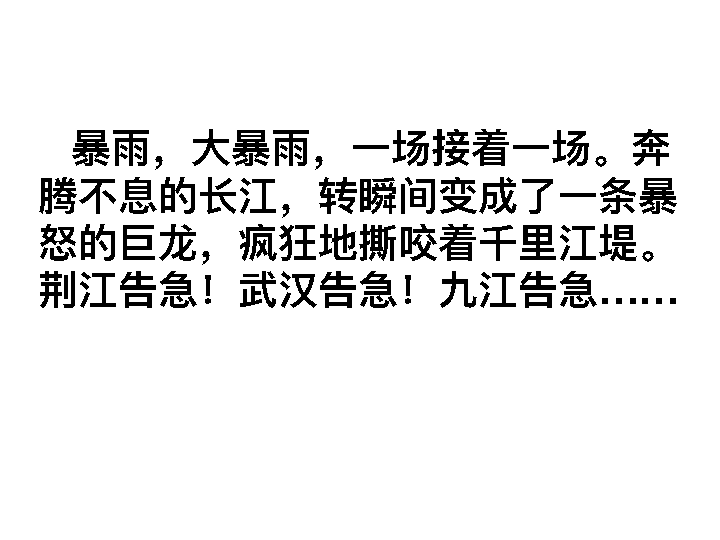 暴雨，大暴雨，一场接着一场。奔
腾不息的长江，转瞬间变成了一条暴
怒的巨龙，疯狂地撕咬着千里江堤。
荆江告急！武汉告急！九江告急……